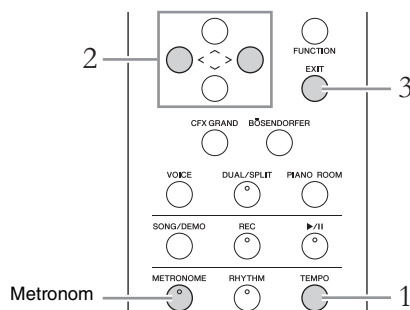 2
FUNCTION
EXIT
3
CFX GRAND BÖSENDORFER
VOICE DUAL/SPLIT PIANO ROOM
SONG/DEMO REC ▶/II
METRONOME RHYTHM TEMPO
Metronom
1